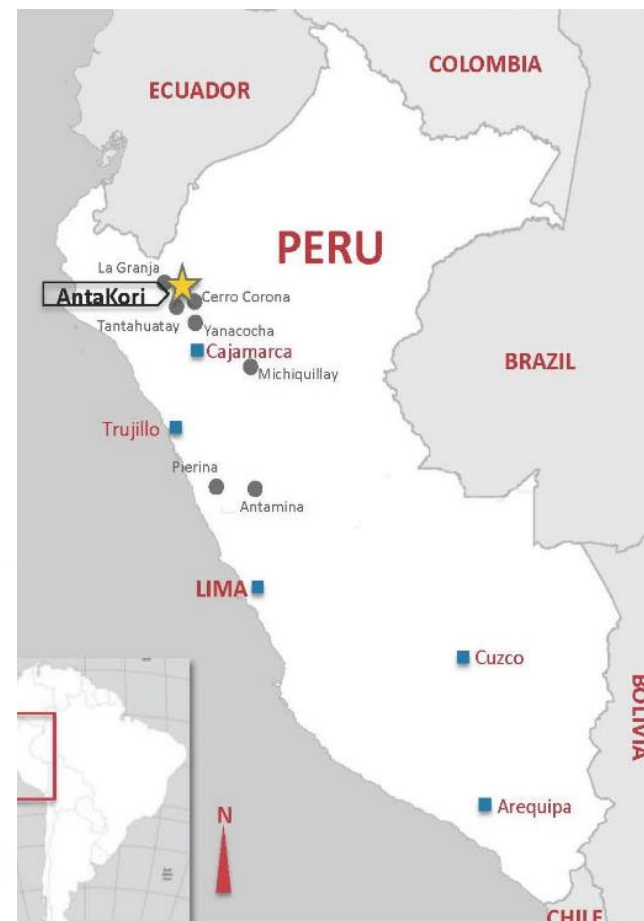 COLOMBIA
ECUADOR
PERU
La Granja
AntaKori
Cerro Corona
Tantahuatay
Yanacocha
Cajamarca
BRAZIL
Michiquillay
Trujillo
Pierina
Antamina
LIMA
Cuzco
BOLIVIA
Arequipa
N
CHILE